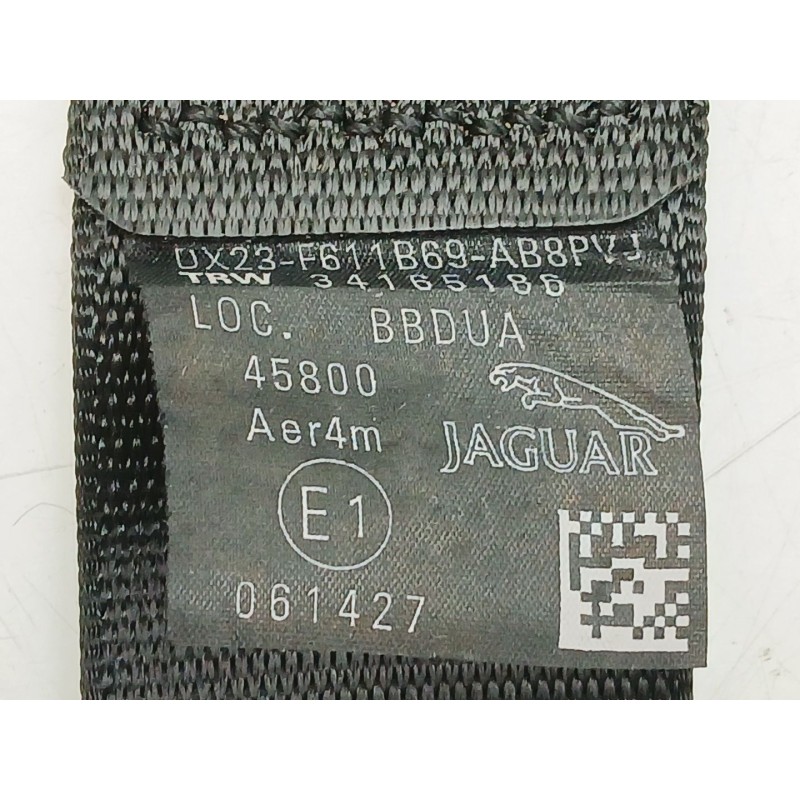 DX23-F611B69-AB8PVJ
TRW 34165186
LOC. BBDUA
45800
Aer4m
JAGUAR
E1
061427